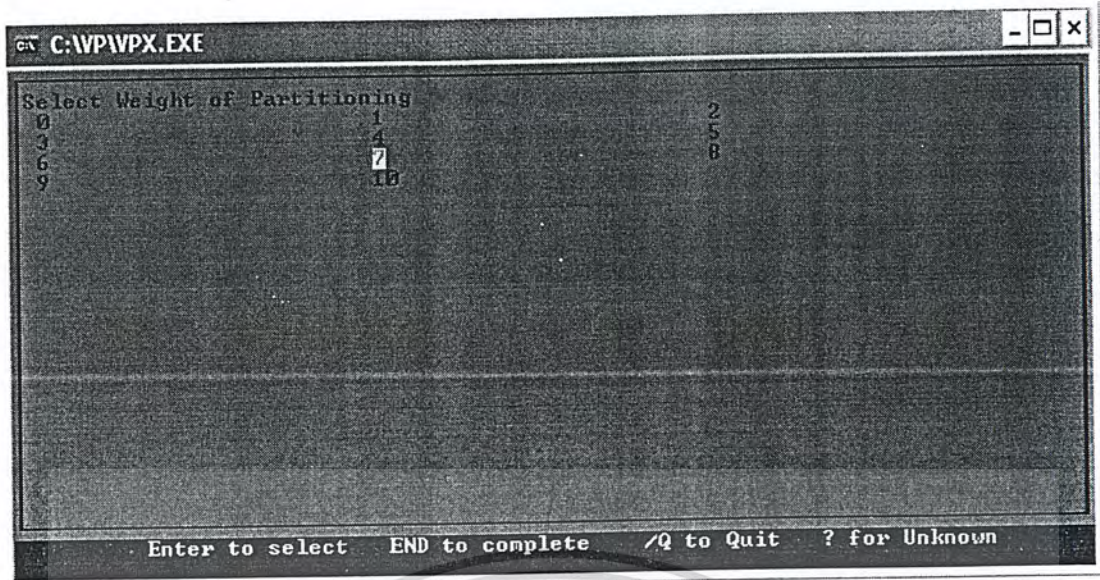 C:\VP\VPX.EXE
Select Weight of Partitioning
0 1 2
3 4 5
6 7 8
9 10
Enter to select END to complete /Q to Quit ? for Unknown